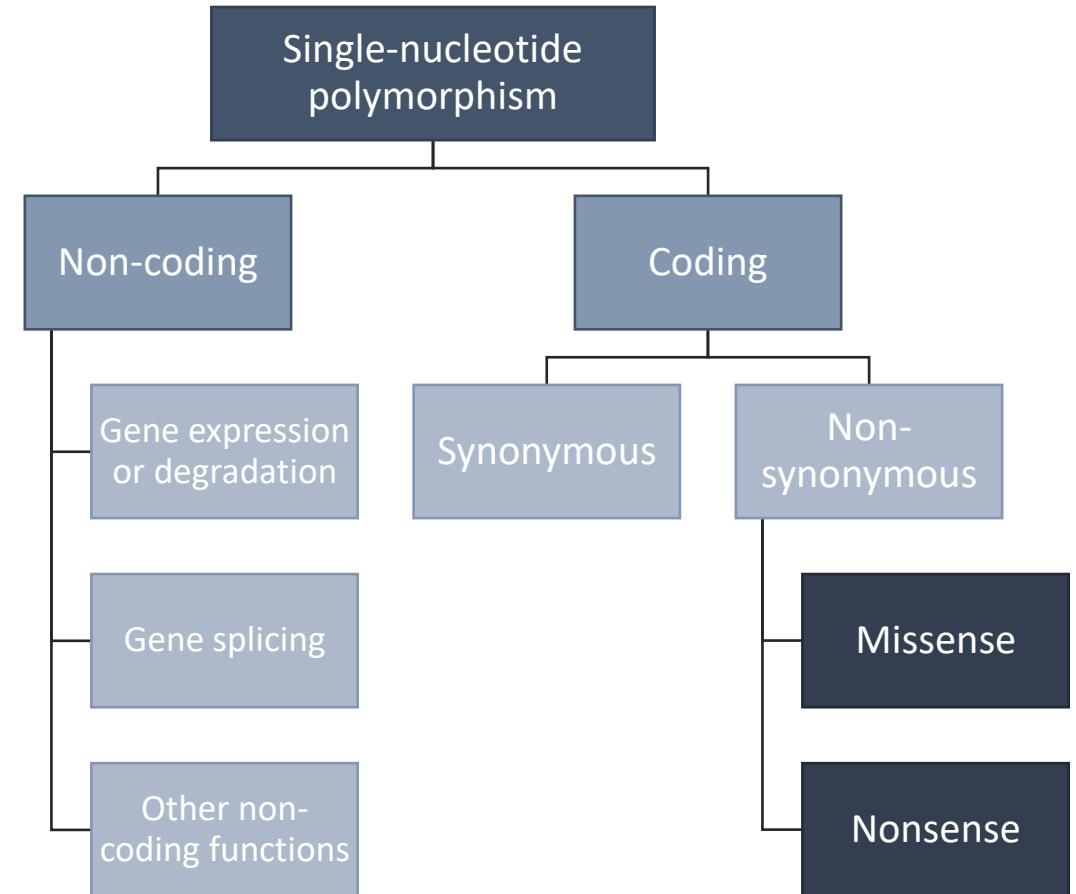 Single-nucleotide
polymorphism
Non-coding
Coding
Gene expression
or degradation
Synonymous
Non-
synonymous
Gene splicing
Missense
Other non-
coding functions
Nonsense